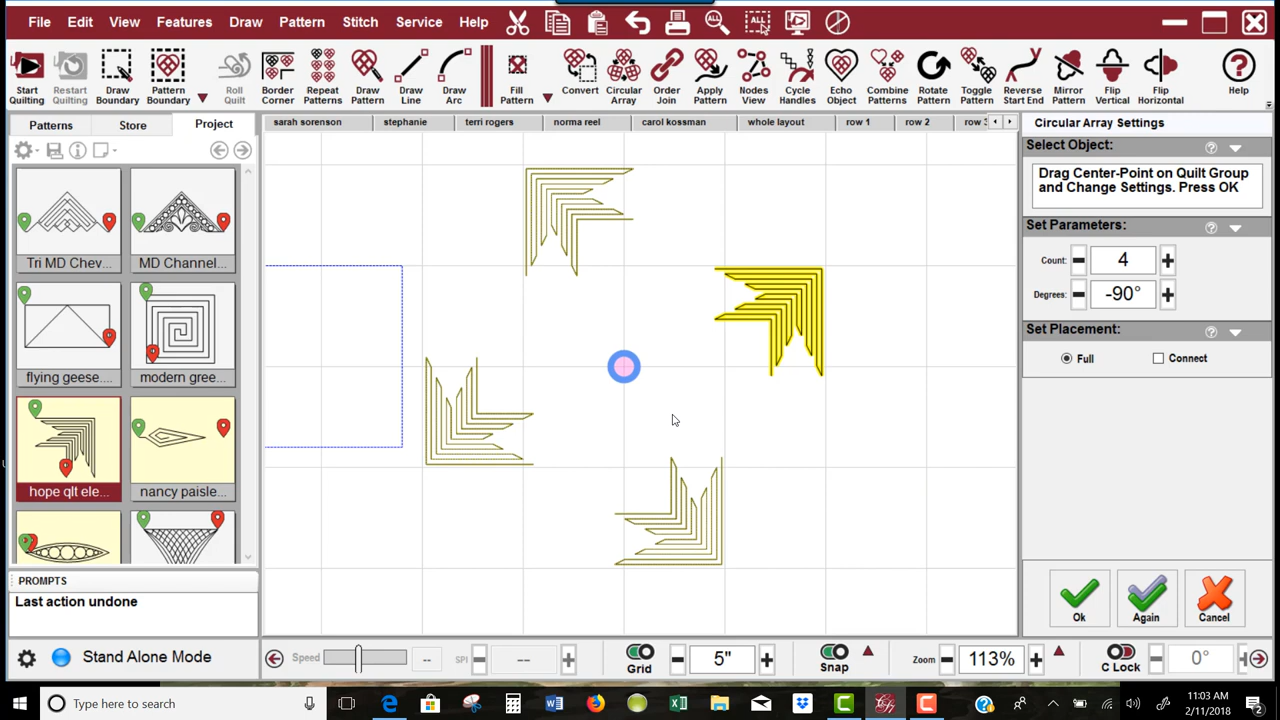 File Edit View Features Draw Pattern Stitch Service Help
Start Quilting
Restart Quilting
Draw Boundary
Pattern Boundary
Roll Quilt
Border Corner
Repeat Patterns
Draw Pattern
Draw Line
Draw Arc
Fill Pattern
Convert
Circular Array
Order Join
Apply Pattern
Nodes View
Cycle Handles
Echo Object
Combine Patterns
Rotate Pattern
Toggle Pattern
Reverse Start End
Mirror Pattern
Flip Vertical
Flip Horizontal
Help
Patterns Store Project
sarah sorenson stephanie terri rogers norma reel carol kossman whole layout row 1 row 2 row 3
Circular Array Settings
Select Object:
Drag Center-Point on Quilt Group
and Change Settings. Press OK
Set Parameters:
Count: 4
Degrees: -90°
Set Placement:
Full Connect
Tri MD Chev... MD Channel...
flying geese.... modern gree...
hope qlt ele... nancy paisle...
PROMPTS
Last action undone
Ok Again Cancel
Stand Alone Mode
Speed -- SPI -- Grid 5" Snap Zoom 113% C Lock 0°
Type here to search
11:03 AM
2/11/2018
2